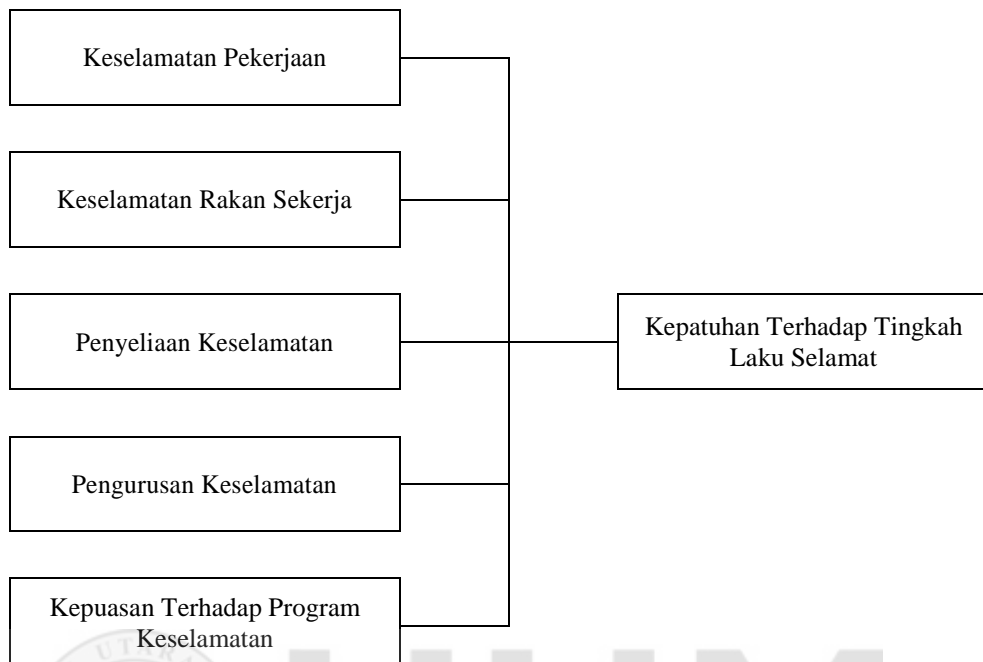 Keselamatan Pekerjaan
Keselamatan Rakan Sekerja
Penyeliaan Keselamatan
Kepatuhan Terhadap Tingkah
Laku Selamat
Pengurusan Keselamatan
Kepuasan Terhadap Program
Keselamatan